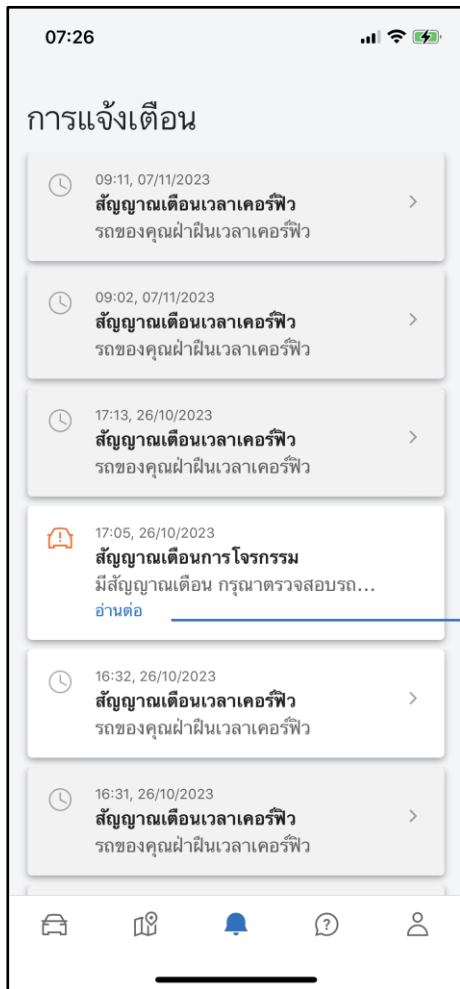 07:26
การแจ้งเตือน
09:11, 07/11/2023
สัญญาณเตือนเวลาเคอร์ฟิว
รถของคุณฝ่าฝืนเวลาเคอร์ฟิว
09:02, 07/11/2023
สัญญาณเตือนเวลาเคอร์ฟิว
รถของคุณฝ่าฝืนเวลาเคอร์ฟิว
17:13, 26/10/2023
สัญญาณเตือนเวลาเคอร์ฟิว
รถของคุณฝ่าฝืนเวลาเคอร์ฟิว
17:05, 26/10/2023
สัญญาณเตือนการโจรกรรม
มีสัญญาณเตือน กรุณาตรวจสอบรถ...
อ่านต่อ
16:32, 26/10/2023
สัญญาณเตือนเวลาเคอร์ฟิว
รถของคุณฝ่าฝืนเวลาเคอร์ฟิว
16:31, 26/10/2023
สัญญาณเตือนเวลาเคอร์ฟิว
รถของคุณฝ่าฝืนเวลาเคอร์ฟิว